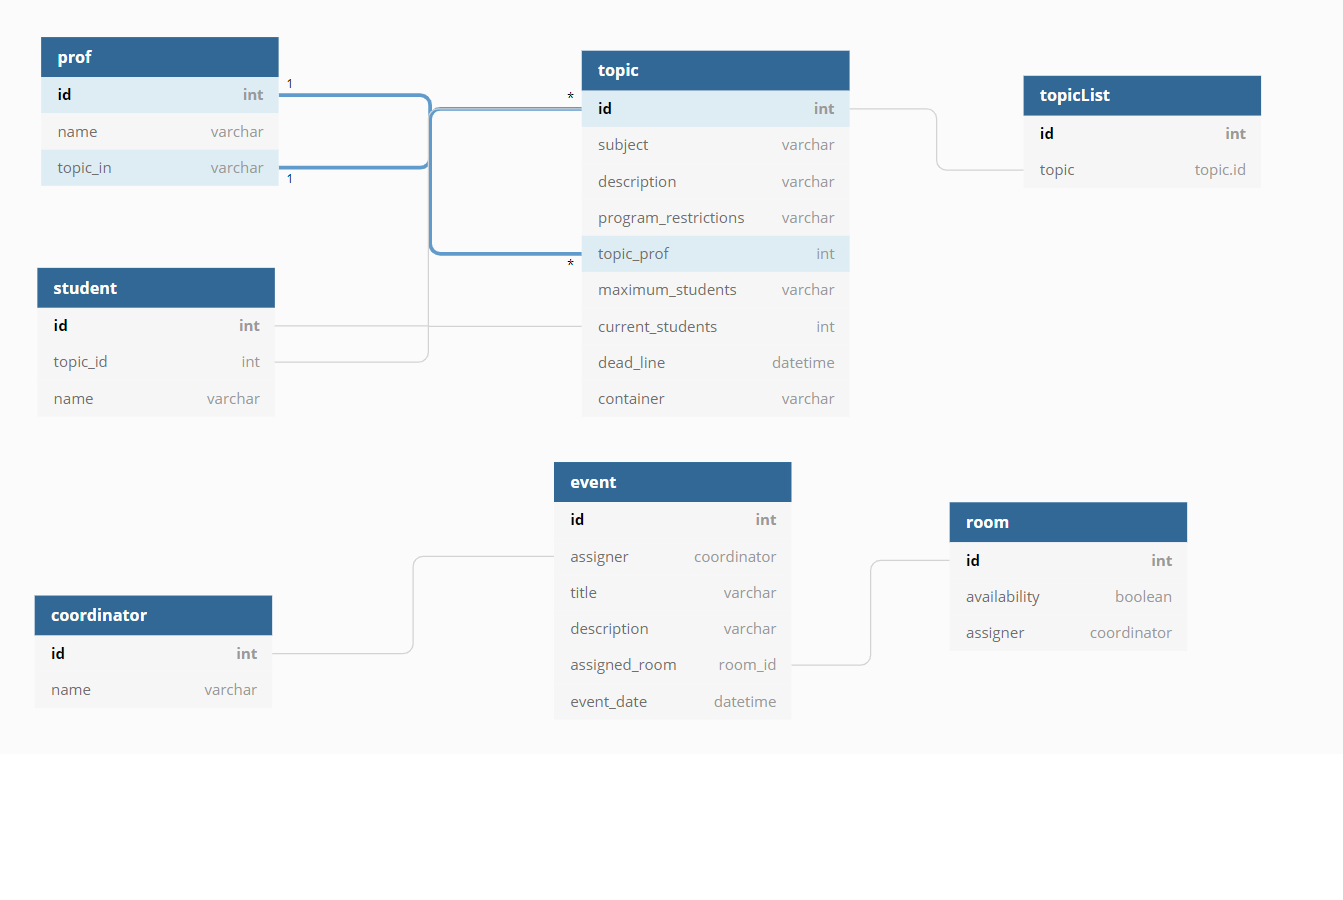 prof
id int
name varchar
topic_in varchar
1
1
*
*
topic
id int
subject varchar
description varchar
program_restrictions varchar
topic_prof int
maximum_students varchar
current_students int
dead_line datetime
container varchar
topicList
id int
topic topic.id
student
id int
topic_id int
name varchar
event
id int
assigner coordinator
title varchar
description varchar
assigned_room room_id
event_date datetime
room
id int
availability boolean
assigner coordinator
coordinator
id int
name varchar